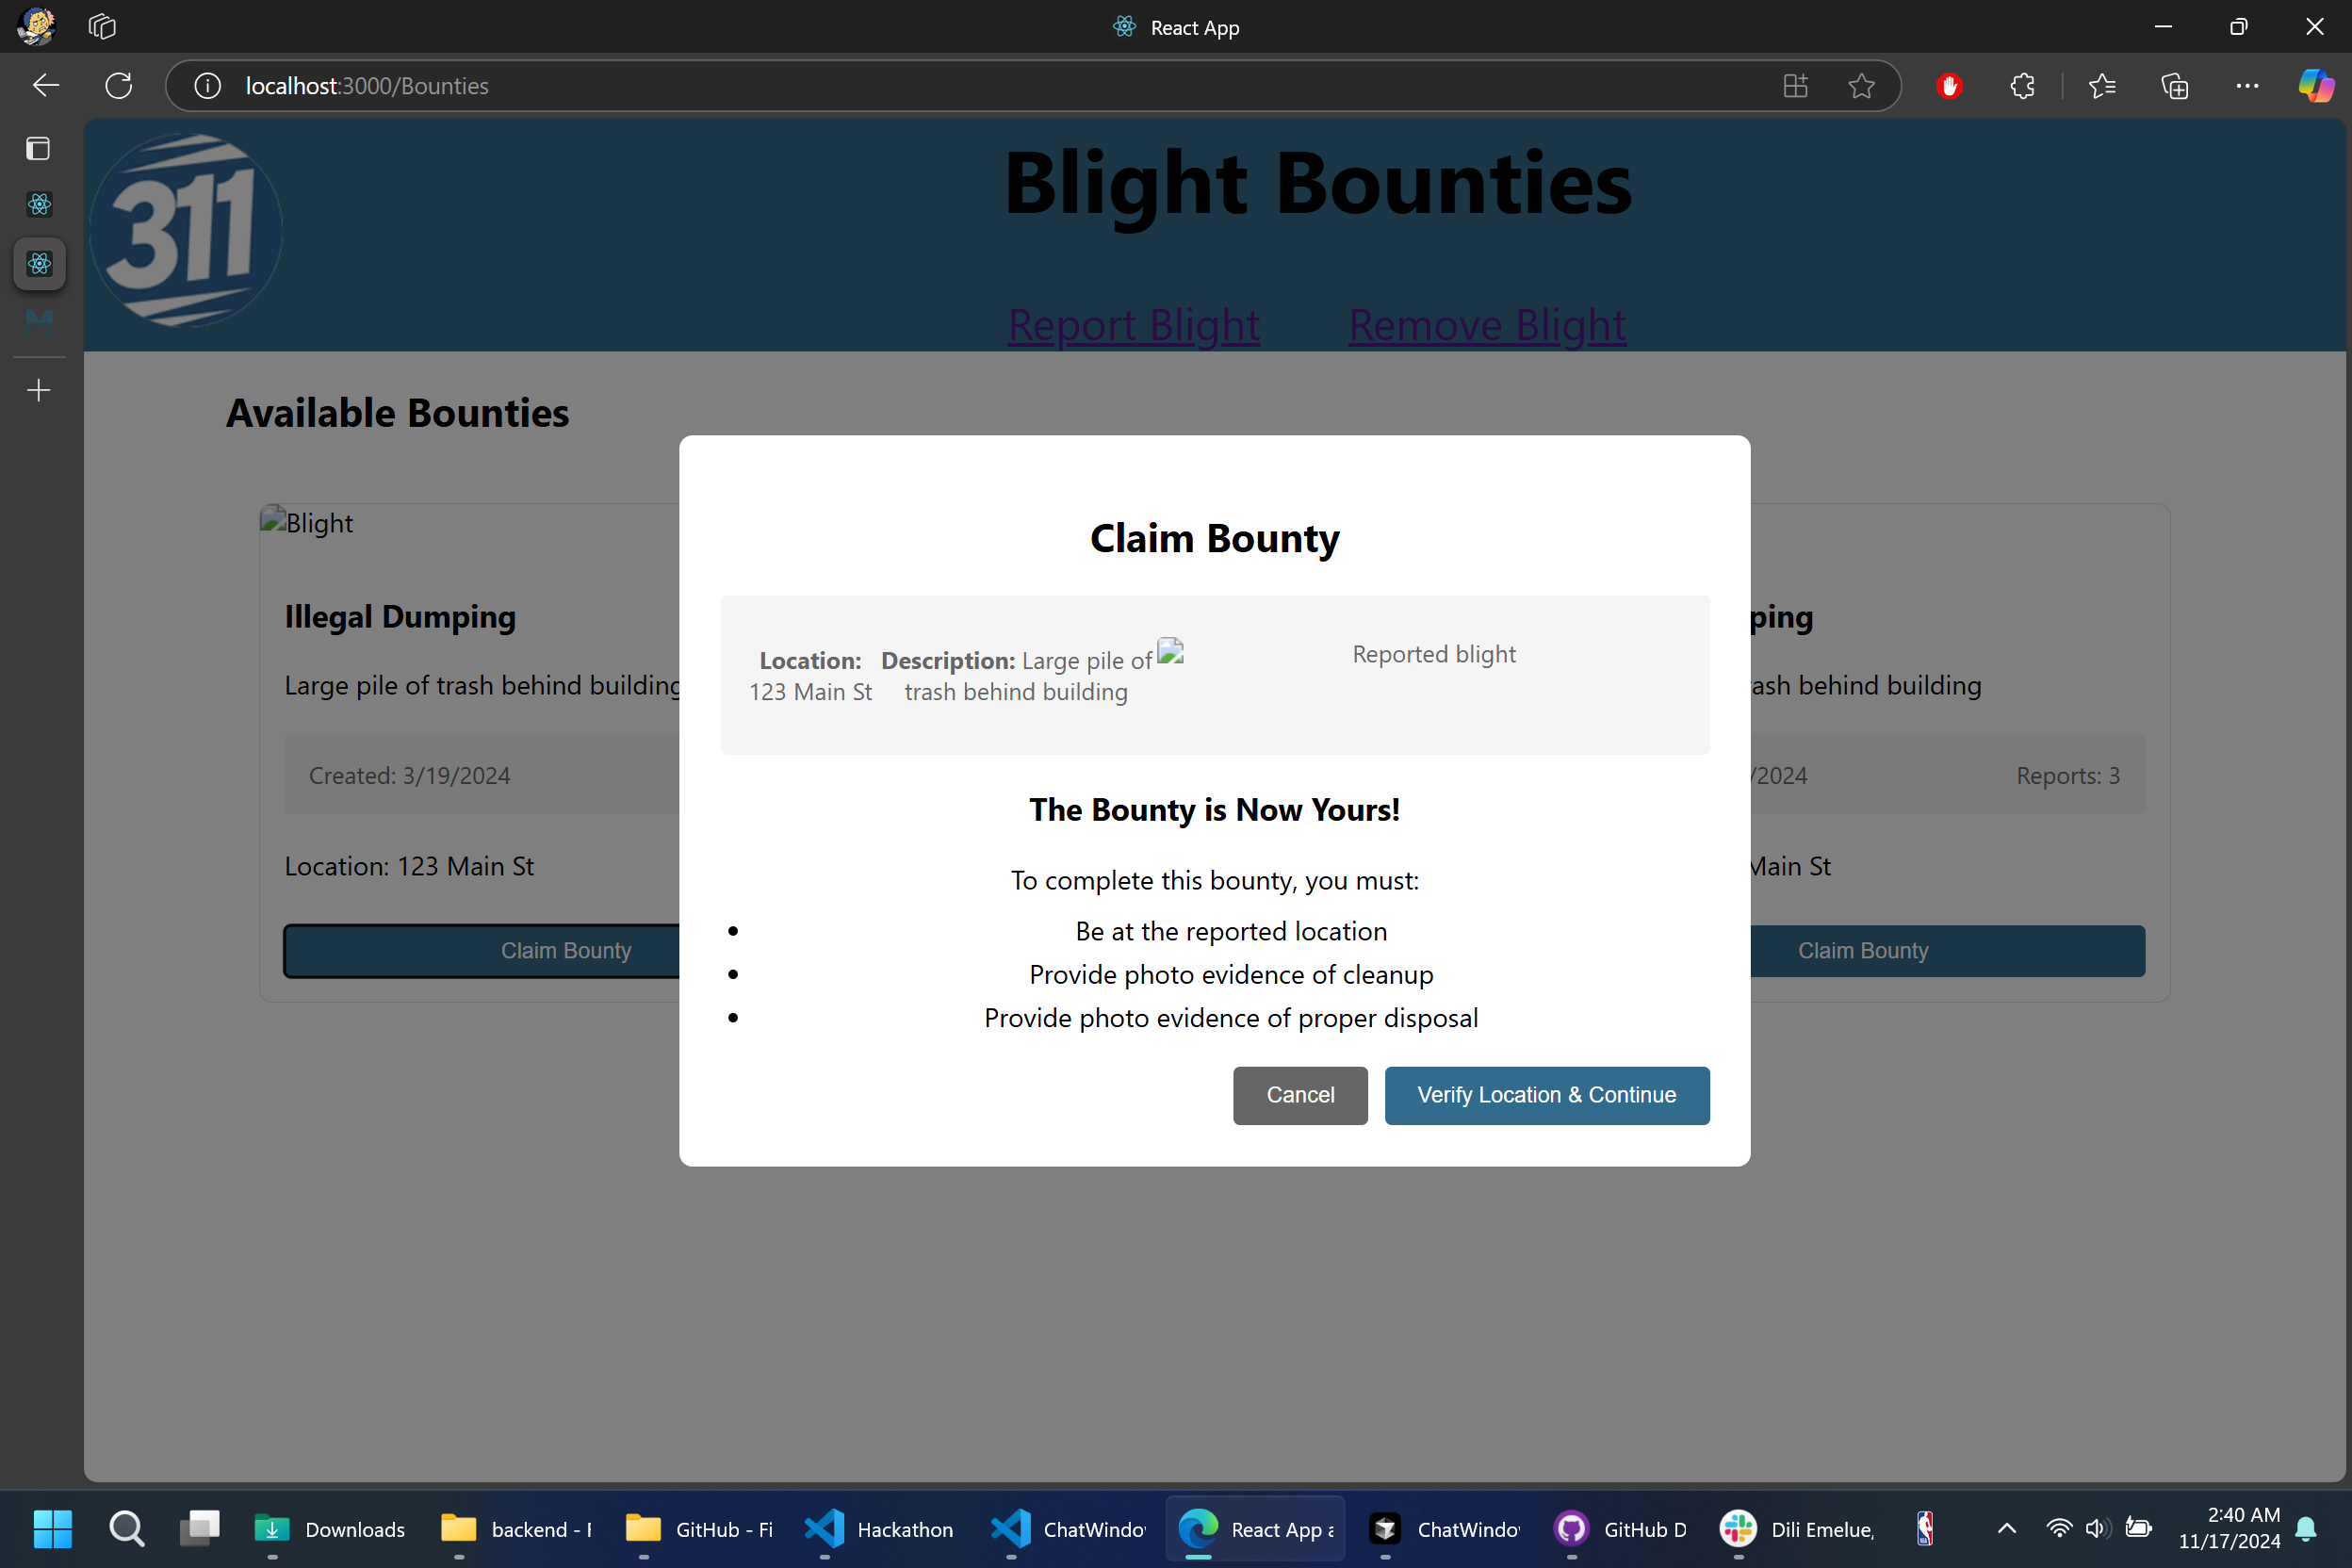 React App
localhost:3000/Bounties
311
Blight Bounties
Report Blight
Remove Blight
Available Bounties
Blight
Illegal Dumping
Large pile of trash behind building
Created: 3/19/2024
Location: 123 Main St
Claim Bounty
Claim Bounty
Location: 123 Main St
Description: Large pile of
trash behind building
Reported blight
The Bounty is Now Yours!
To complete this bounty, you must:
• Be at the reported location
• Provide photo evidence of cleanup
• Provide photo evidence of proper disposal
Cancel
Verify Location & Continue
ping
ash behind building
/2024
Reports: 3
Main St
Claim Bounty
Downloads
backend -
GitHub - Fi
Hackathon
ChatWindo
React App a
ChatWindo
GitHub D
Dili Emelue,
2:40 AM
11/17/2024